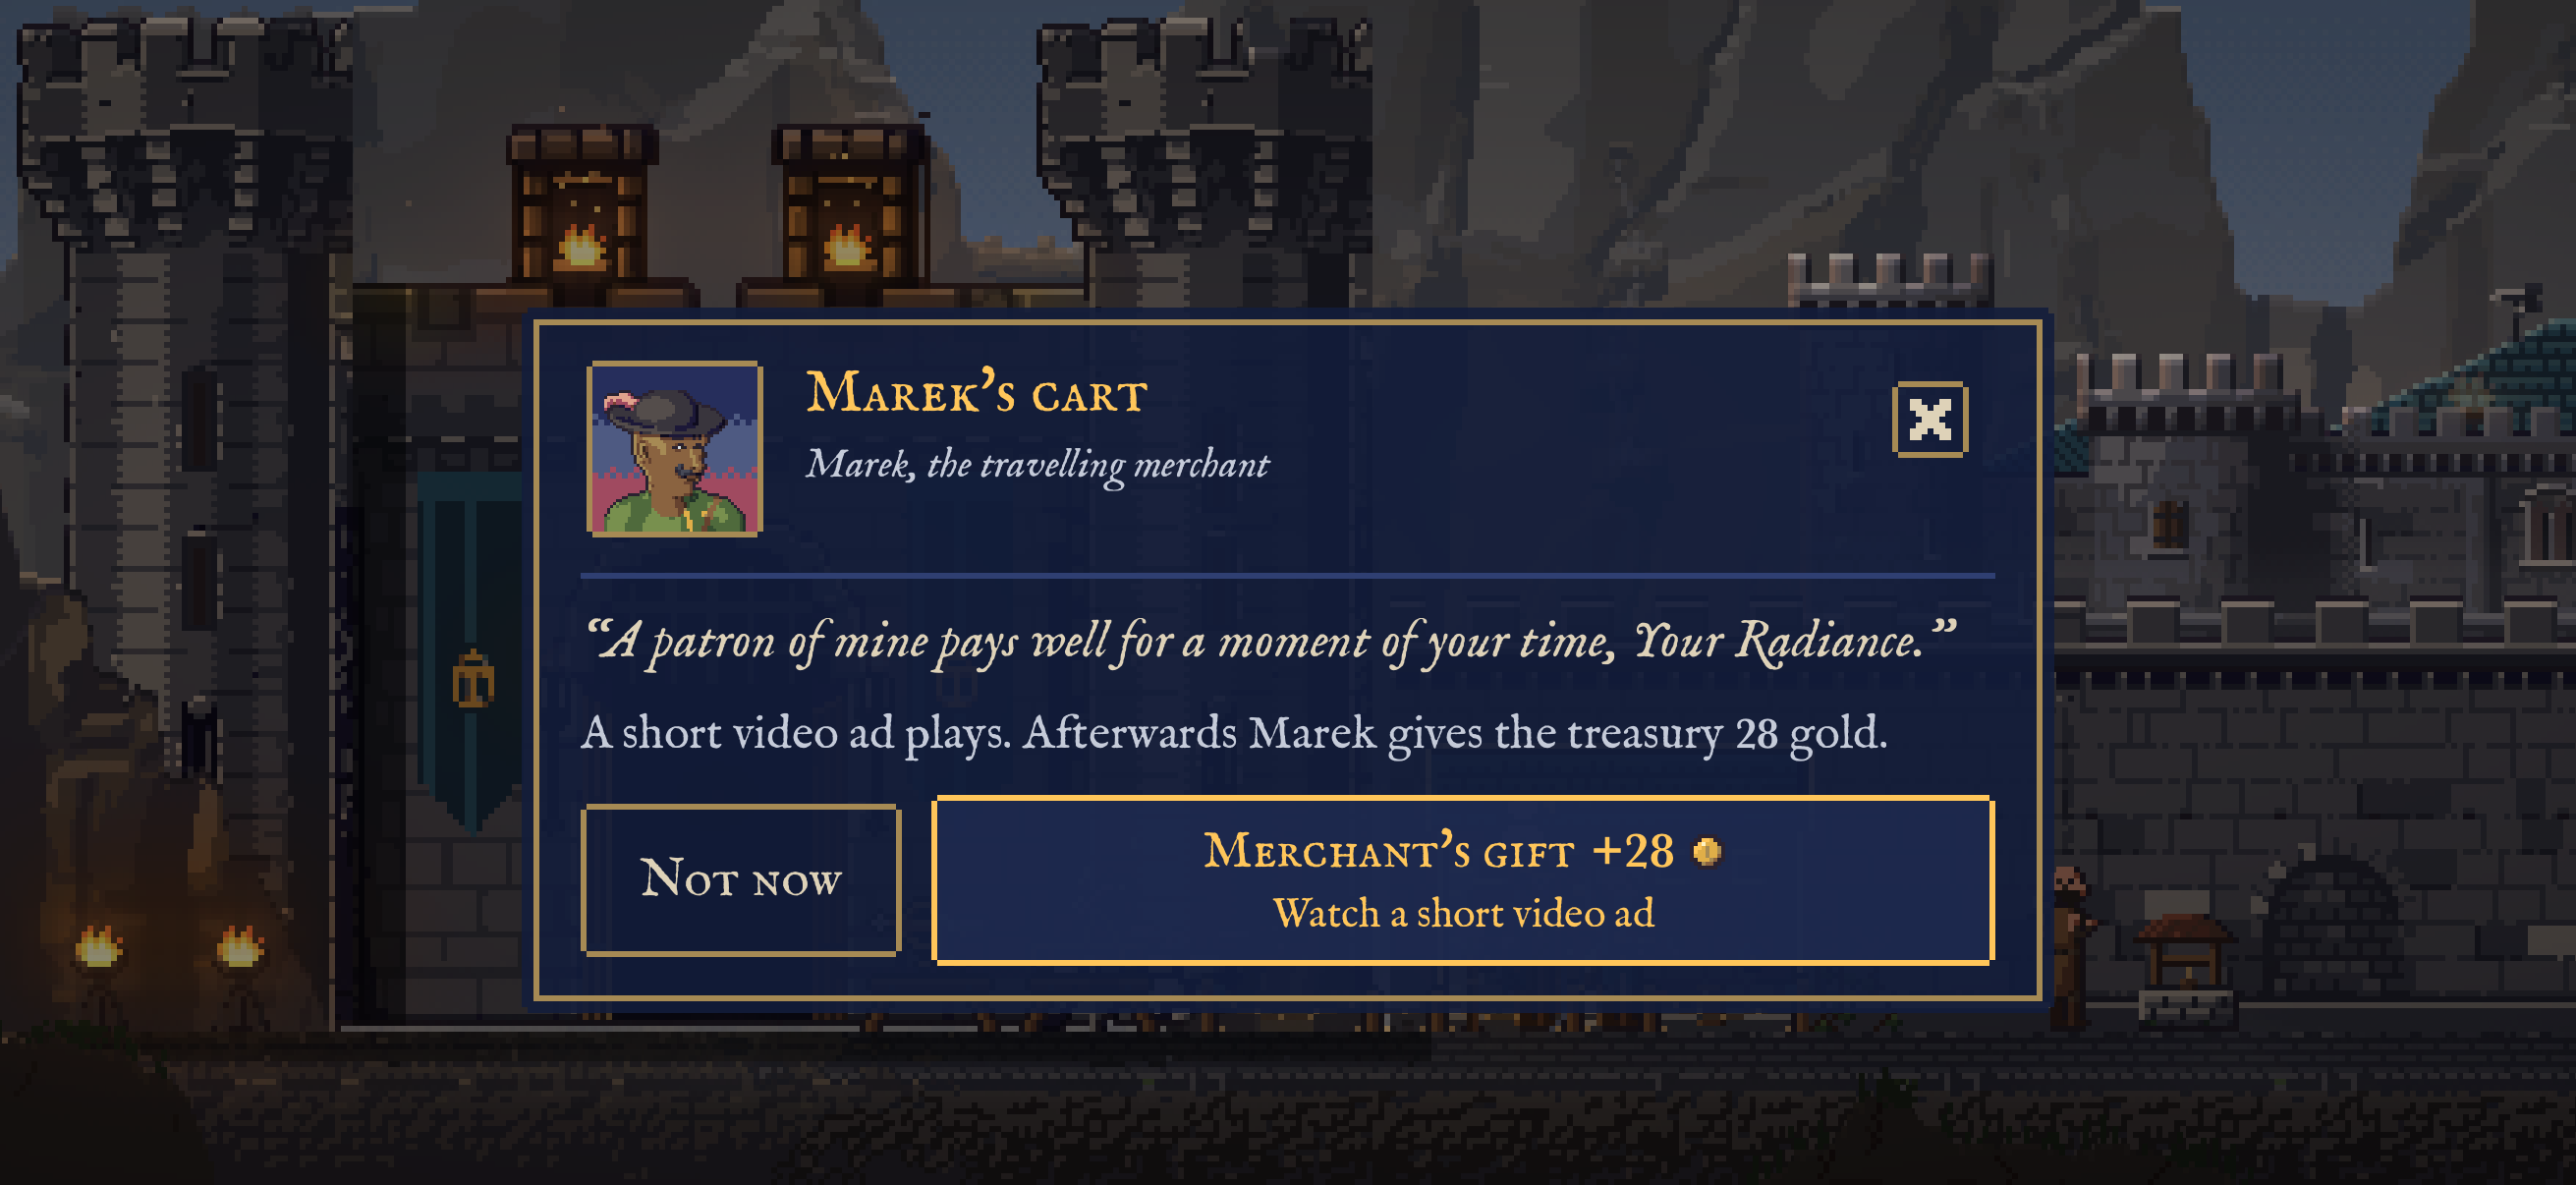 Marek’s cart
Marek, the travelling merchant
“A patron of mine pays well for a moment of your time, Your Radiance.”
A short video ad plays. Afterwards Marek gives the treasury 28 gold.
Not now
Merchant’s gift +28
Watch a short video ad